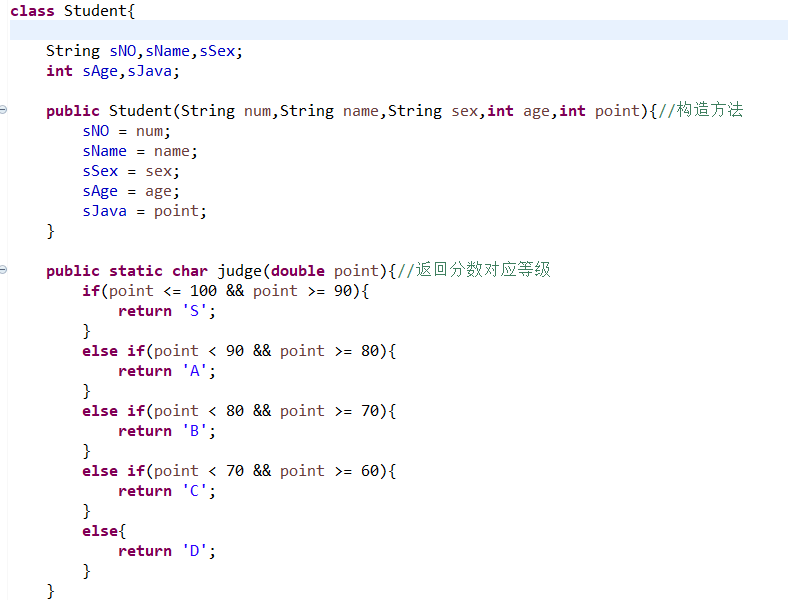 class Student{
String sNO,sName,sSex;
int sAge,sJava;
public Student(String num,String name,String sex,int age,int point){//构造方法
sNO = num;
sName = name;
sSex = sex;
sAge = age;
sJava = point;
}
public static char judge(double point){//返回分数对应等级
if(point <= 100 && point >= 90){
return 'S';
}
else if(point < 90 && point >= 80){
return 'A';
}
else if(point < 80 && point >= 70){
return 'B';
}
else if(point < 70 && point >= 60){
return 'C';
}
else{
return 'D';
}
}